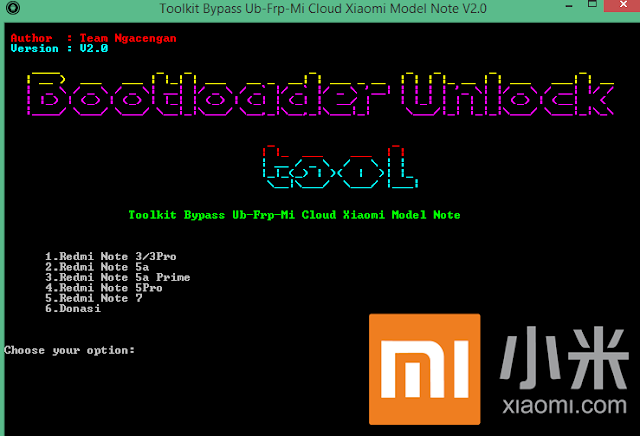 Toolkit Bypass Ub-Frp-Mi Cloud Xiaomi Model Note V2.0
Author : Team Ngacengan
Version : V2.0
Bootloader Unlock
tooL
Toolkit Bypass Ub-Frp-Mi Cloud Xiaomi Model Note
1.Redmi Note 3/3Pro
2.Redmi Note 5a
3.Redmi Note 5a Prime
4.Redmi Note 5Pro
5.Redmi Note 7
6.Donasi
Choose your option:
mi 小米
xiaomi.com